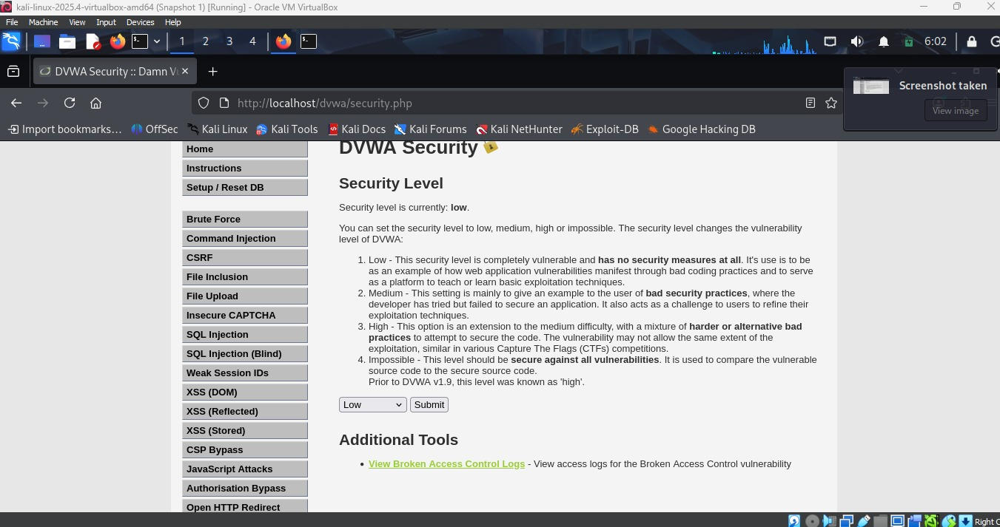 kali-linux-2025.4-virtualbox-amd64 (Snapshot 1) [Running] - Oracle VM VirtualBox
File Machine View Input Devices Help
1 2 3 4 6:02
DVWA Security :: Damn Vu
http://localhost/dvwa/security.php
Screenshot taken
View image
Import bookmarks... OffSec Kali Linux Kali Tools Kali Docs Kali Forums Kali NetHunter Exploit-DB Google Hacking DB
Home
Instructions
Setup / Reset DB
Brute Force
Command Injection
CSRF
File Inclusion
File Upload
Insecure CAPTCHA
SQL Injection
SQL Injection (Blind)
Weak Session IDs
XSS (DOM)
XSS (Reflected)
XSS (Stored)
CSP Bypass
JavaScript Attacks
Authorisation Bypass
Open HTTP Redirect
DVWA Security
Security Level
Security level is currently: low.
You can set the security level to low, medium, high or impossible. The security level changes the vulnerability
level of DVWA:
1. Low - This security level is completely vulnerable and has no security measures at all. It's use is to be
as an example of how web application vulnerabilities manifest through bad coding practices and to serve
as a platform to teach or learn basic exploitation techniques.
2. Medium - This setting is mainly to give an example to the user of bad security practices, where the
developer has tried but failed to secure an application. It also acts as a challenge to users to refine their
exploitation techniques.
3. High - This option is an extension to the medium difficulty, with a mixture of harder or alternative bad
practices to attempt to secure the code. The vulnerability may not allow the same extent of the
exploitation, similar in various Capture The Flags (CTFs) competitions.
4. Impossible - This level should be secure against all vulnerabilities. It is used to compare the vulnerable
source code to the secure source code.
Prior to DVWA v1.9, this level was known as 'high'.
Low Submit
Additional Tools
• View Broken Access Control Logs - View access logs for the Broken Access Control vulnerability
Right C